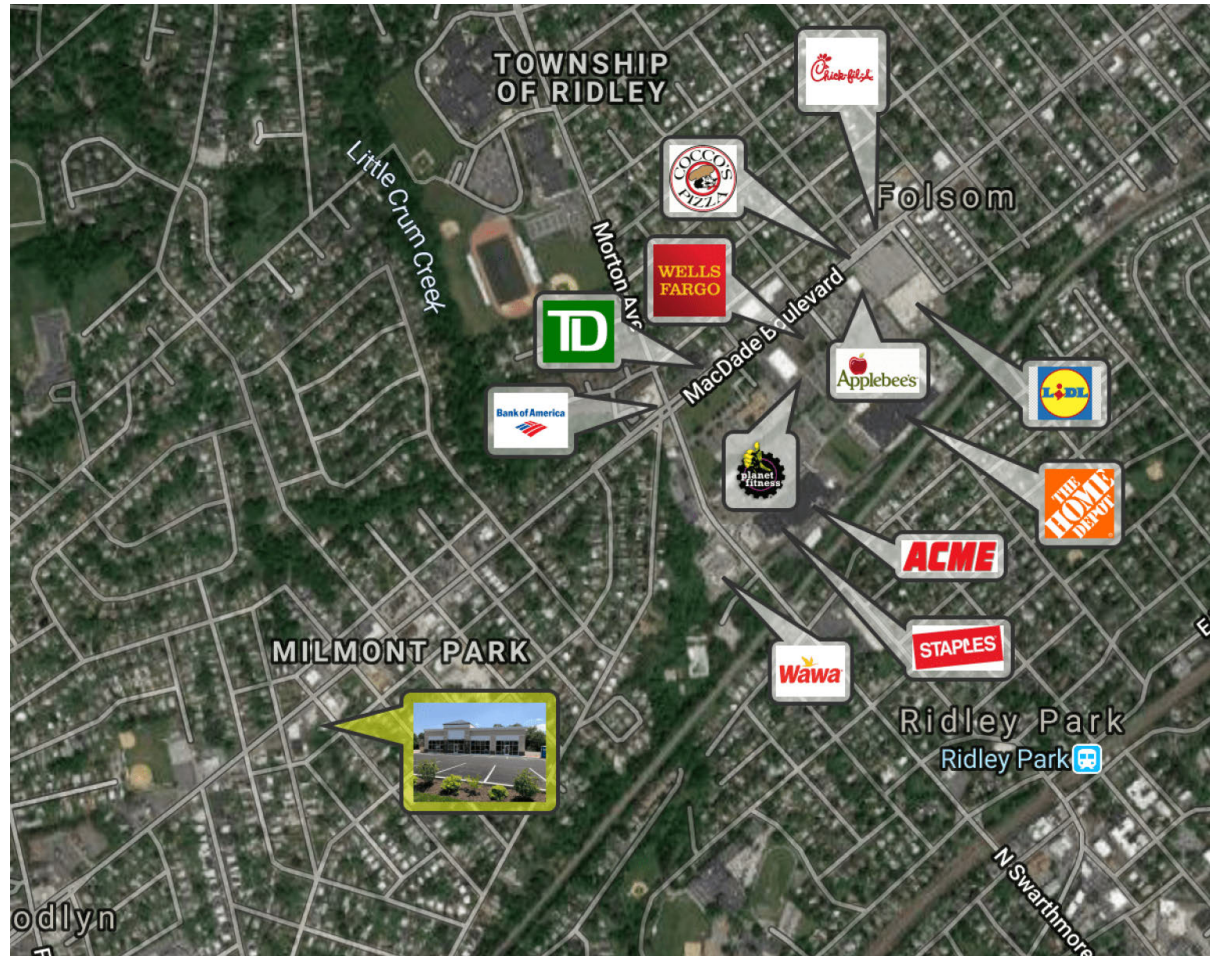 TOWNSHIP
OF RIDLEY
Chick-fil-A
COCCO'S
PIZZA
Folsom
Little Crum Creek
Morton Ave
WELLS
FARGO
TD
MacDade Boulevard
Applebee's
LIDL
Bank of America
planet
fitness
THE
HOME
DEPOT
ACME
STAPLES
MILMONT PARK
Wawa
Ridley Park
Ridley Park
N Swarthmore
odlyn